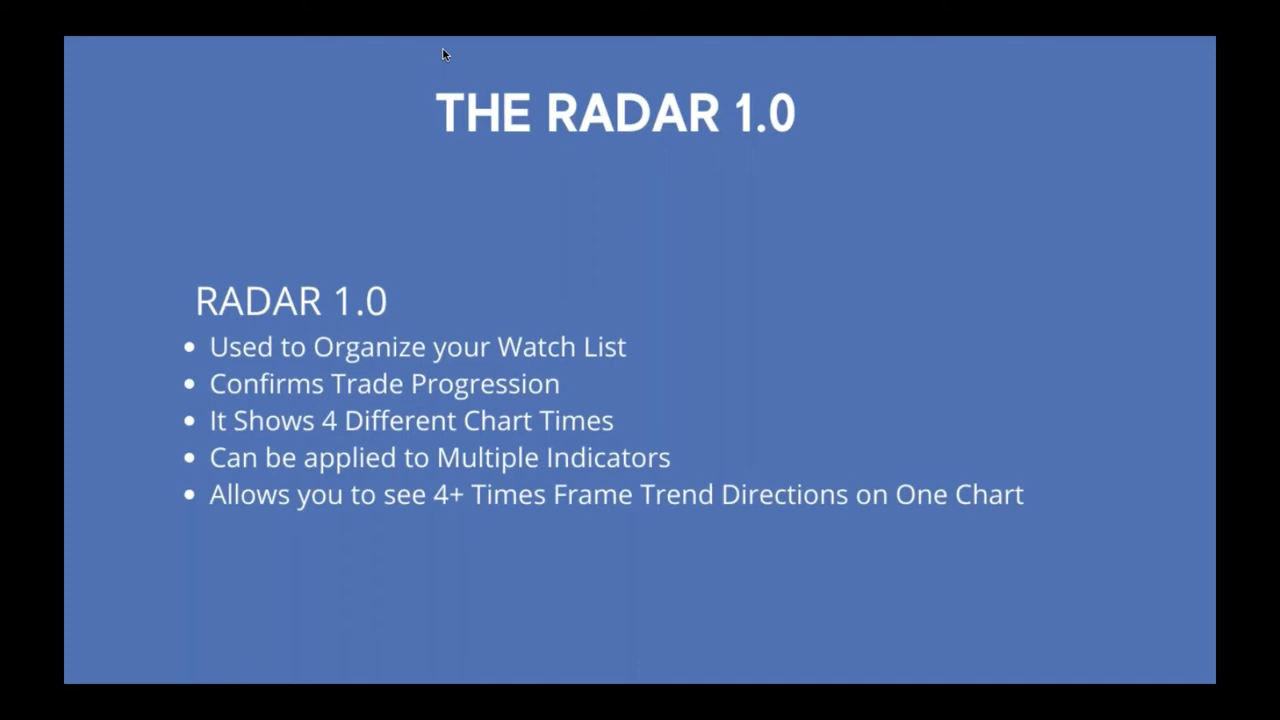 THE RADAR 1.0
RADAR 1.0
• Used to Organize your Watch List
• Confirms Trade Progression
• It Shows 4 Different Chart Times
• Can be applied to Multiple Indicators
• Allows you to see 4+ Times Frame Trend Directions on One Chart